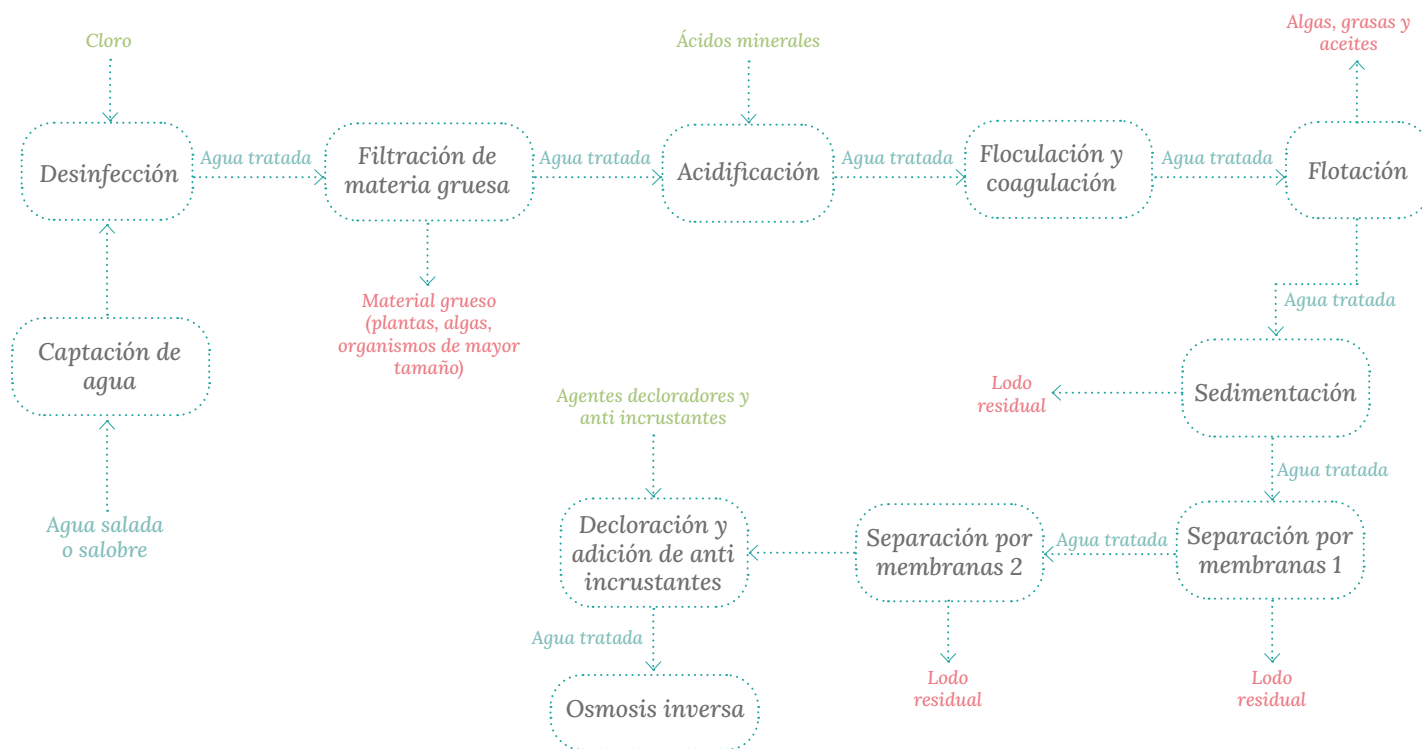 Cloro
Ácidos minerales
Algas, grasas y
aceites
Desinfección
Agua tratada
Filtración de
materia gruesa
Agua tratada
Acidificación
Agua tratada
Floculación y
coagulación
Agua tratada
Flotación
Agua tratada
Material grueso
(plantas, algas,
organismos de mayor
tamaño)
Captación de
agua
Agua salada
o salobre
Sedimentación
Lodo
residual
Agua tratada
Agentes decloradores y
anti incrustantes
Decloración y
adición de anti
incrustantes
Separación por
membranas 2
Agua tratada
Separación por
membranas 1
Agua tratada
Lodo
residual
Lodo
residual
Osmosis inversa